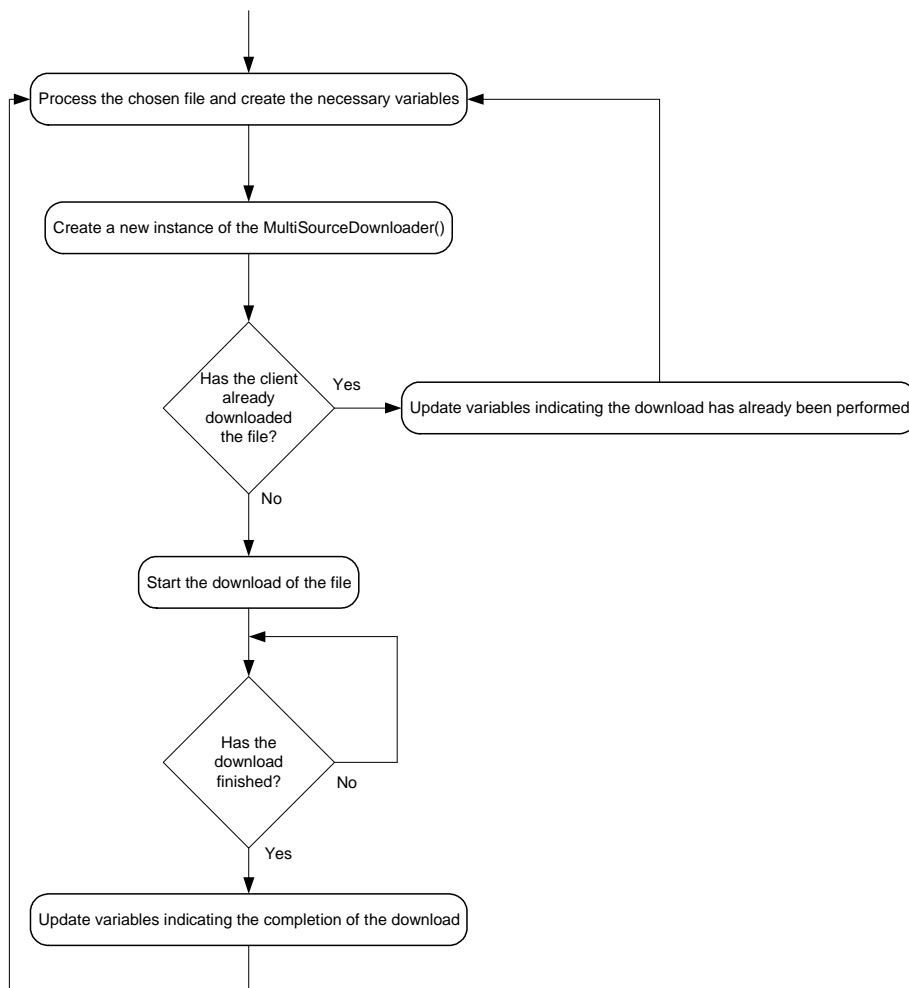 Process the chosen file and create the necessary variables
Create a new instance of the MultiSourceDownloader()
Has the client
already
downloaded
the file?
Yes
Update variables indicating the download has already been performed
No
Start the download of the file
Has the
download
finished?
No
Yes
Update variables indicating the completion of the download